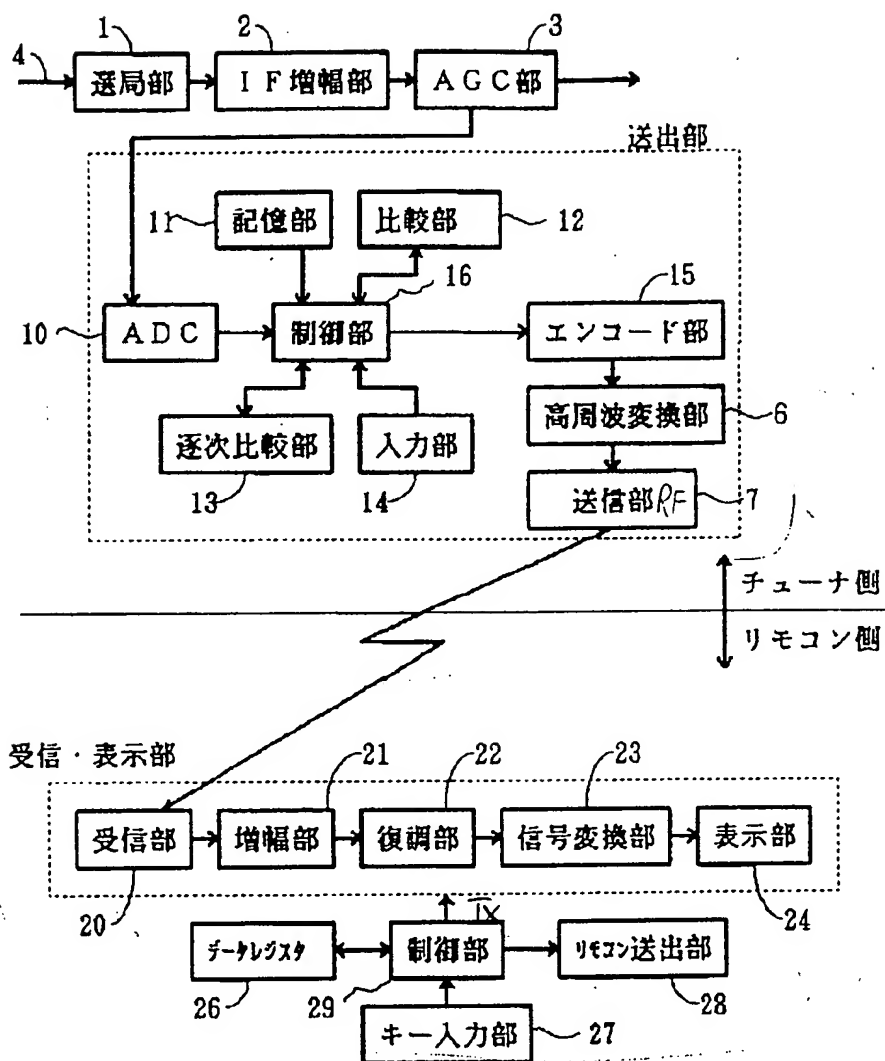 1
2
3
4
選局部
IF増幅部
AGC部
送出部
11
記憶部
比較部
12
16
15
10
ADC
制御部
エンコード部
逐次比較部
入力部
高周波変換部
6
13
14
送信部RF
7
チューナ側
リモコン側
受信・表示部
21
22
23
受信部
増幅部
復調部
信号変換部
表示部
20
24
TX
データレジスタ
制御部
リモコン送出部
26
29
28
キー入力部
27